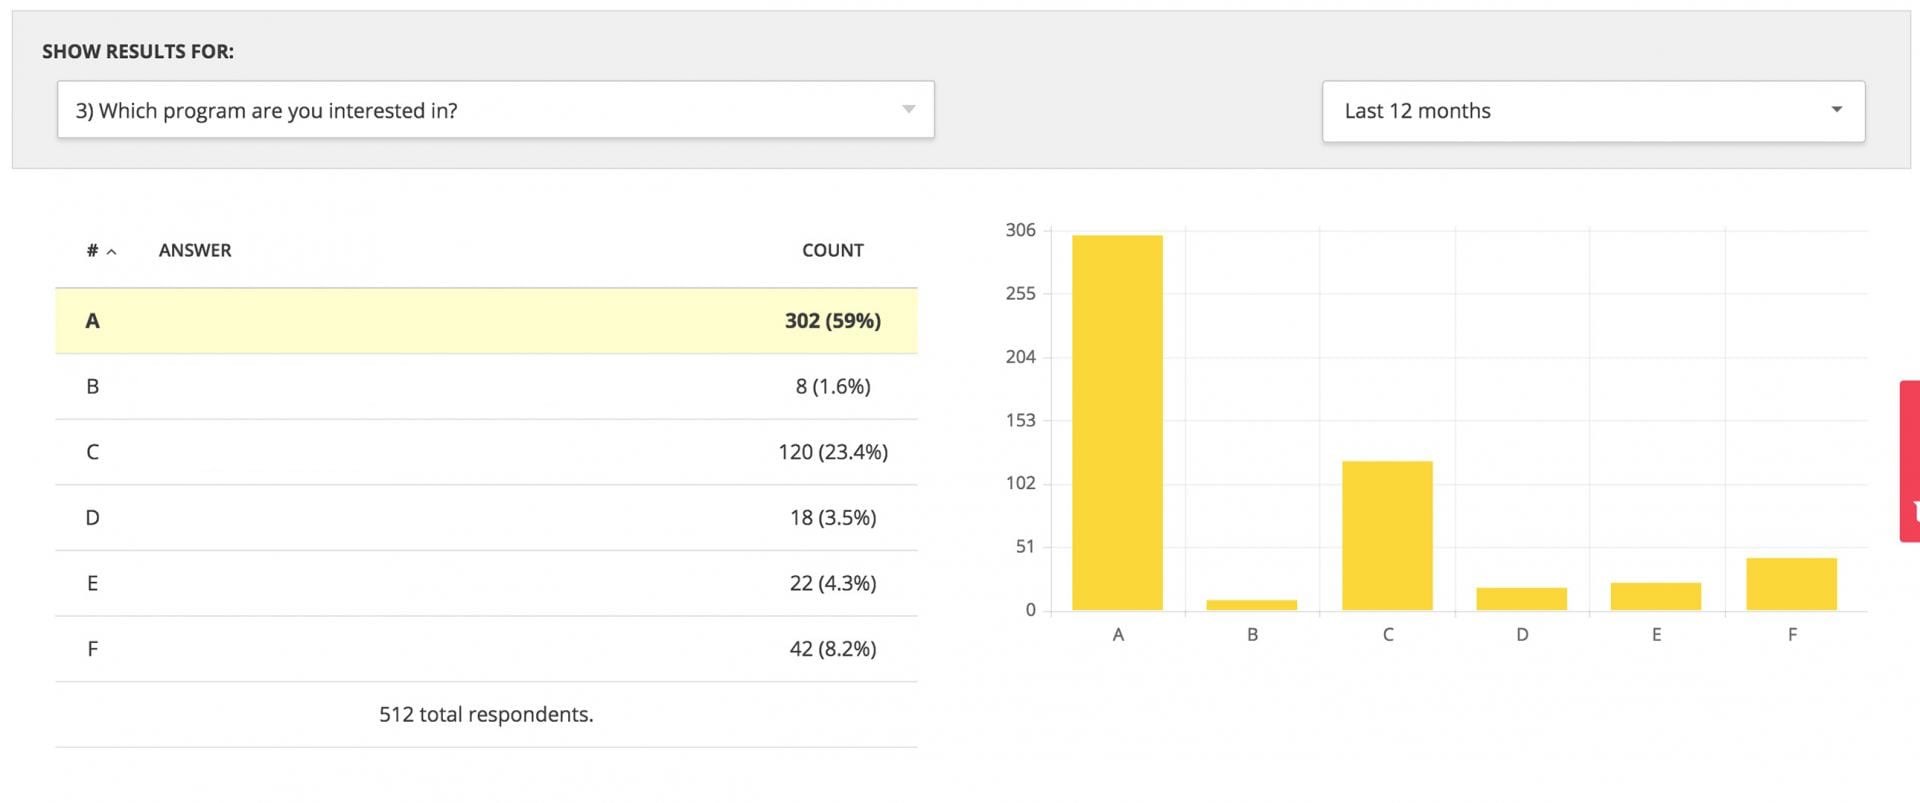 SHOW RESULTS FOR:
3) Which program are you interested in?
Last 12 months
# ANSWER COUNT
A 302 (59%)
B 8 (1.6%)
C 120 (23.4%)
D 18 (3.5%)
E 22 (4.3%)
F 42 (8.2%)
512 total respondents.
306
255
204
153
102
51
0
A B C D E F